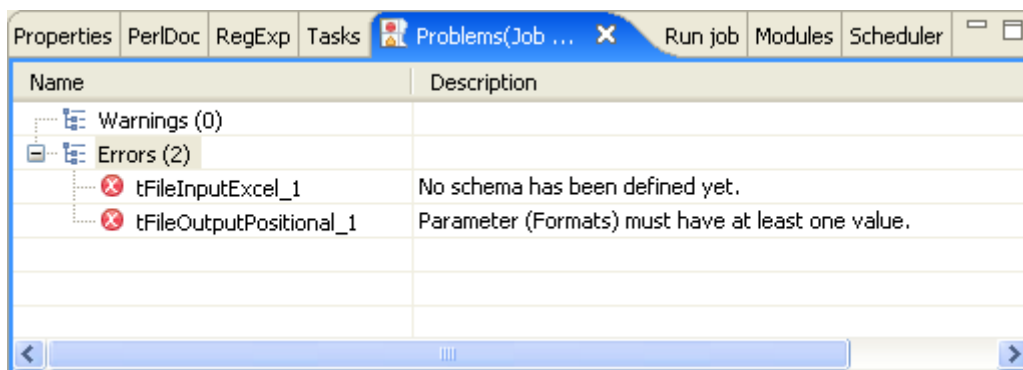 Properties PerlDoc RegExp Tasks Problems(Job ... Run job Modules Scheduler
Name Description
Warnings (0)
Errors (2)
tFileInputExcel_1 No schema has been defined yet.
tFileOutputPositional_1 Parameter (Formats) must have at least one value.